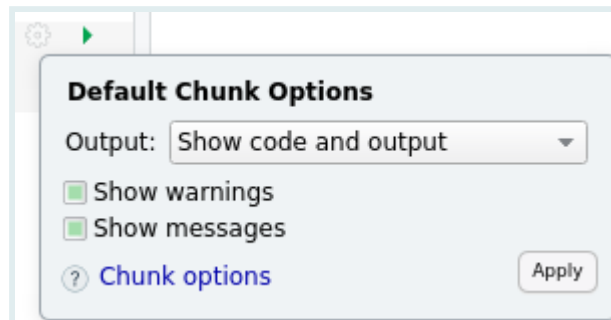 Default Chunk Options
Output: Show code and output
Show warnings
Show messages
? Chunk options Apply